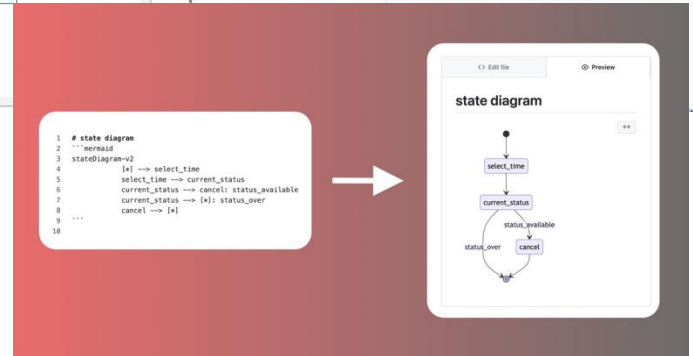 1 # state diagram
2 ```mermaid
3 stateDiagram-v2
4 [*] --> select_time
5 select_time --> current_status
6 current_status --> cancel: status_available
7 current_status --> [*]: status_over
8 cancel --> [*]
9 ```
10
<> Edit file
Preview
state diagram
select_time
current_status
status_available
status_over
cancel